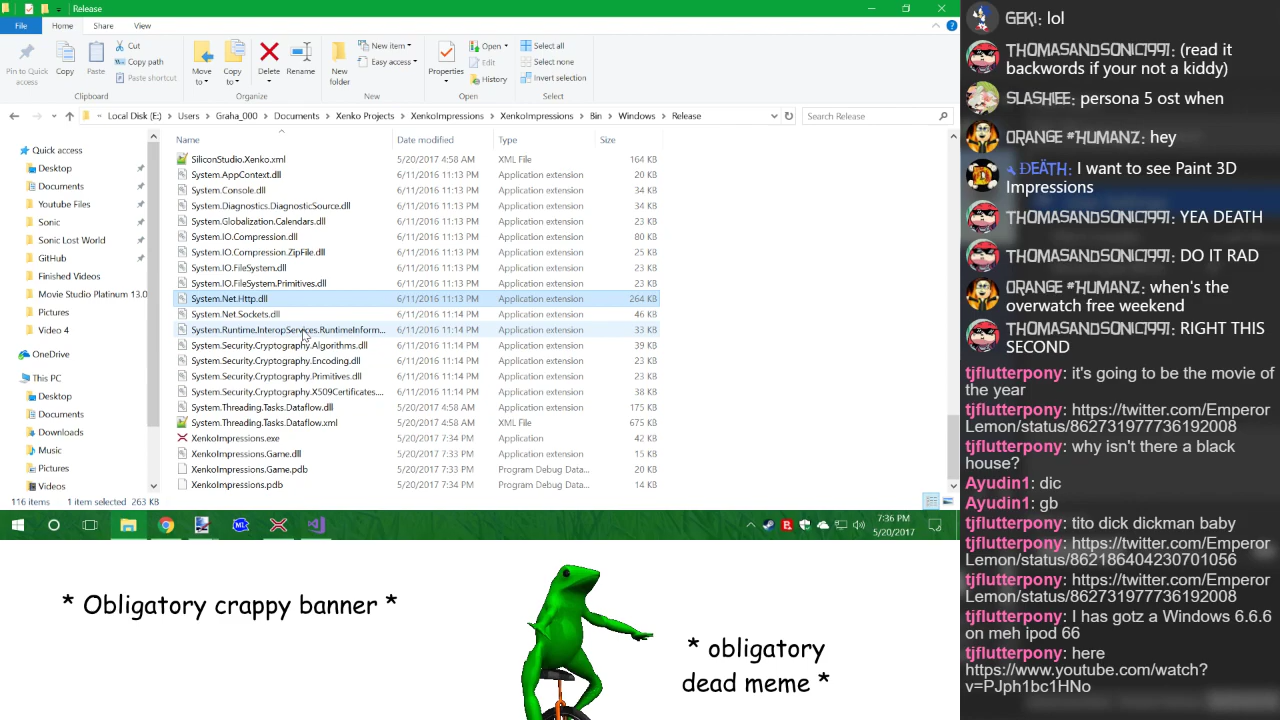 Release
File
Home
Share
View
Pin to Quick access
Copy
Paste
Cut
Copy path
Paste shortcut
Clipboard
Move to
Copy to
Delete
Rename
Organize
New folder
New item
Easy access
New
Properties
Open
Edit
History
Open
Select all
Select none
Invert selection
Select
Local Disk (E:) > Users > Graha_000 > Documents > Xenko Projects > XenkoImpressions > XenkoImpressions > Bin > Windows > Release
Search Release
Name
Date modified
Type
Size
Quick access
Desktop
Documents
Youtube Files
Sonic
Sonic Lost World
GitHub
Finished Videos
Movie Studio Platinum 13.0
Pictures
Video 4
OneDrive
This PC
Desktop
Documents
Downloads
Music
Pictures
Videos
SiliconStudio.Xenko.xml 5/20/2017 4:58 AM XML File 164 KB
System.AppContext.dll 6/11/2016 11:13 PM Application extension 20 KB
System.Console.dll 6/11/2016 11:13 PM Application extension 34 KB
System.Diagnostics.DiagnosticSource.dll 6/11/2016 11:13 PM Application extension 34 KB
System.Globalization.Calendars.dll 6/11/2016 11:13 PM Application extension 23 KB
System.IO.Compression.dll 6/11/2016 11:13 PM Application extension 80 KB
System.IO.Compression.ZipFile.dll 6/11/2016 11:13 PM Application extension 25 KB
System.IO.FileSystem.dll 6/11/2016 11:13 PM Application extension 34 KB
System.IO.FileSystem.Primitives.dll 6/11/2016 11:13 PM Application extension 23 KB
System.Net.Http.dll 6/11/2016 11:13 PM Application extension 264 KB
System.Net.Sockets.dll 6/11/2016 11:14 PM Application extension 46 KB
System.Runtime.InteropServices.RuntimeInform... 6/11/2016 11:14 PM Application extension 33 KB
System.Security.Cryptography.Algorithms.dll 6/11/2016 11:14 PM Application extension 39 KB
System.Security.Cryptography.Encoding.dll 6/11/2016 11:14 PM Application extension 36 KB
System.Security.Cryptography.Primitives.dll 6/11/2016 11:14 PM Application extension 23 KB
System.Security.Cryptography.X509Certificates.... 6/11/2016 11:14 PM Application extension 38 KB
System.Threading.Tasks.Dataflow.dll 5/20/2017 4:58 AM Application extension 175 KB
System.Threading.Tasks.Dataflow.xml 5/20/2017 4:58 AM XML File 675 KB
XenkoImpressions.exe 5/20/2017 7:34 PM Application 42 KB
XenkoImpressions.Game.dll 5/20/2017 7:33 PM Application extension 15 KB
XenkoImpressions.Game.pdb 5/20/2017 7:33 PM Program Debug Data... 20 KB
XenkoImpressions.pdb 5/20/2017 7:34 PM Program Debug Data... 14 KB
116 items 1 item selected 263 KB
7:36 PM
5/20/2017
* Obligatory crappy banner *
* obligatory
dead meme *
GEKI: lol
THOMASANDSONIC1991: (read it
backwords if your not a kiddy)
SLASHIEE: persona 5 ost when
ORANGE #HUMANZ: hey
ĐEÄTH: I want to see Paint 3D
Impressions
THOMASANDSONIC1991: YEA DEATH
THOMASANDSONIC1991: DO IT RAD
ORANGE #HUMANZ: when's the
overwatch free weekend
THOMASANDSONIC1991: RIGHT THIS
SECOND
tjflutterpony: it's going to be the movie of
the year
tjflutterpony: https://twitter.com/Emperor
Lemon/status/862731977736192008
tjflutterpony: why isn't there a black
house?
Ayudin1: dic
Ayudin1: gb
tjflutterpony: tito dick dickman baby
tjflutterpony: https://twitter.com/Emperor
Lemon/status/862186404230701056
tjflutterpony: https://twitter.com/Emperor
Lemon/status/862731977736192008
tjflutterpony: I has gotz a Windows 6.6.6
on meh ipod 66
tjflutterpony: here
https://www.youtube.com/watch?
v=PJph1bc1HNo